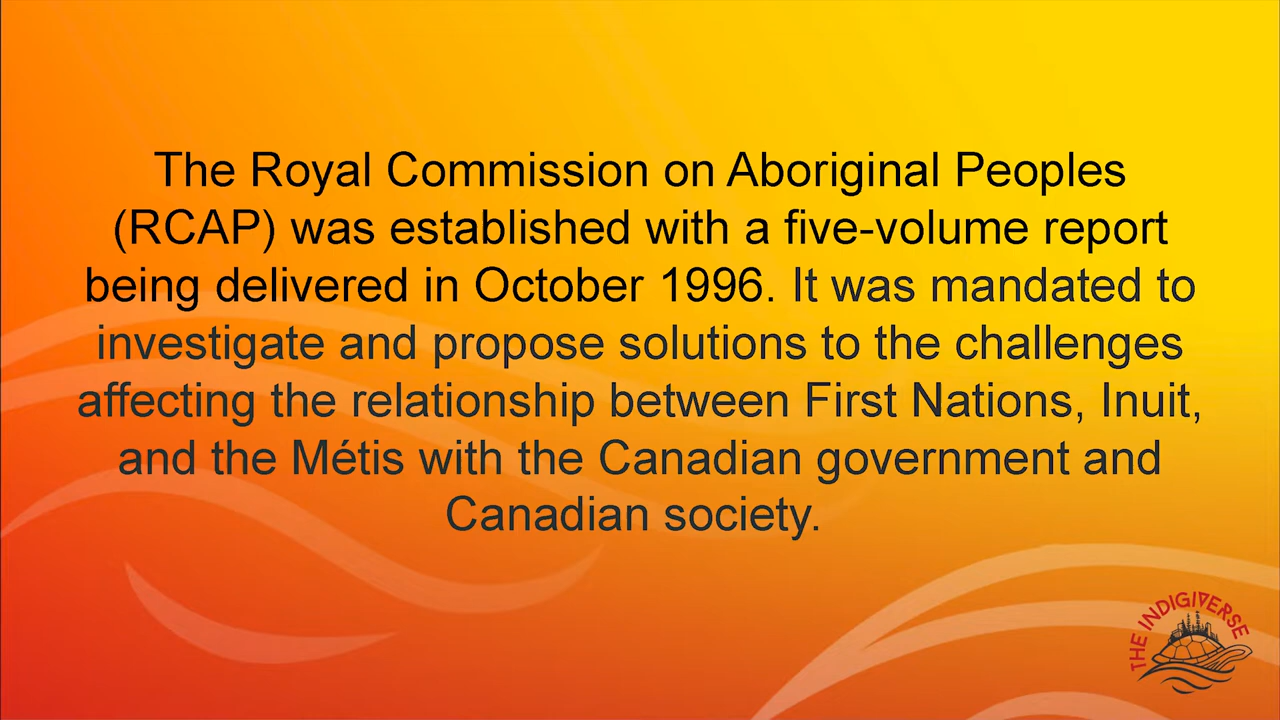 The Royal Commission on Aboriginal Peoples
(RCAP) was established with a five-volume report
being delivered in October 1996. It was mandated to
investigate and propose solutions to the challenges
affecting the relationship between First Nations, Inuit,
and the Métis with the Canadian government and
Canadian society.
THE INDIGIVERSE